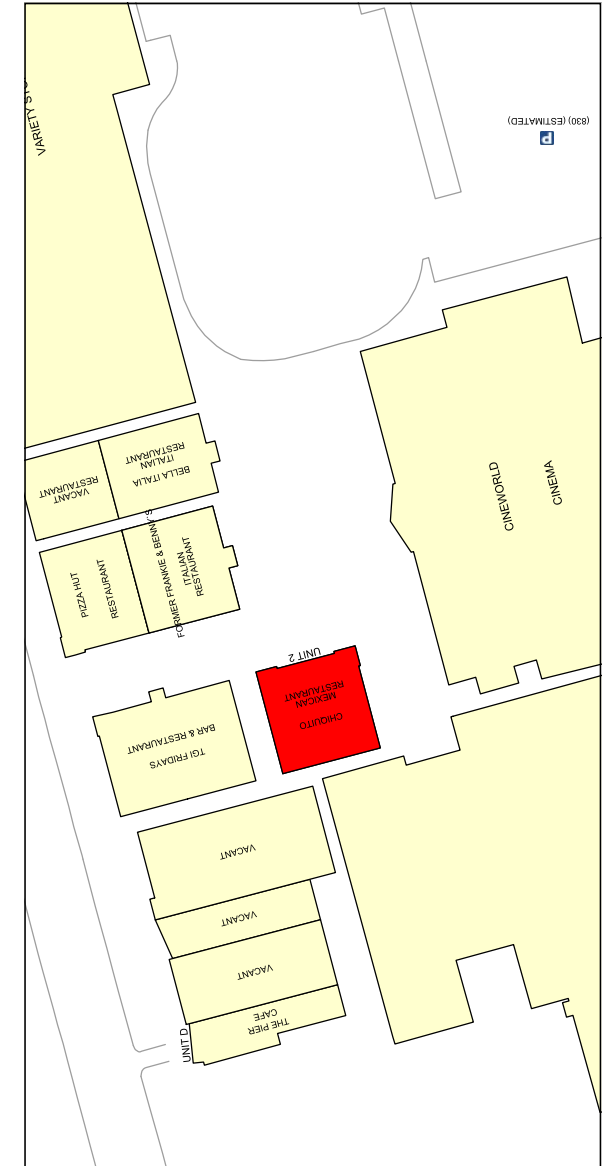 VARIETY STO
(830) (ESTIMATED)
P
BELLA ITALIA
ITALIAN
RESTAURANT
VACANT
RESTAURANT
PIZZA HUT
RESTAURANT
FORMER FRANKIE & BENNY'S
ITALIAN
RESTAURANT
CINEWORLD
CINEMA
UNIT 2
CHIQUITO
MEXICAN
RESTAURANT
TGI FRIDAYS
BAR & RESTAURANT
VACANT
VACANT
VACANT
THE PIER
CAFE
UNIT D